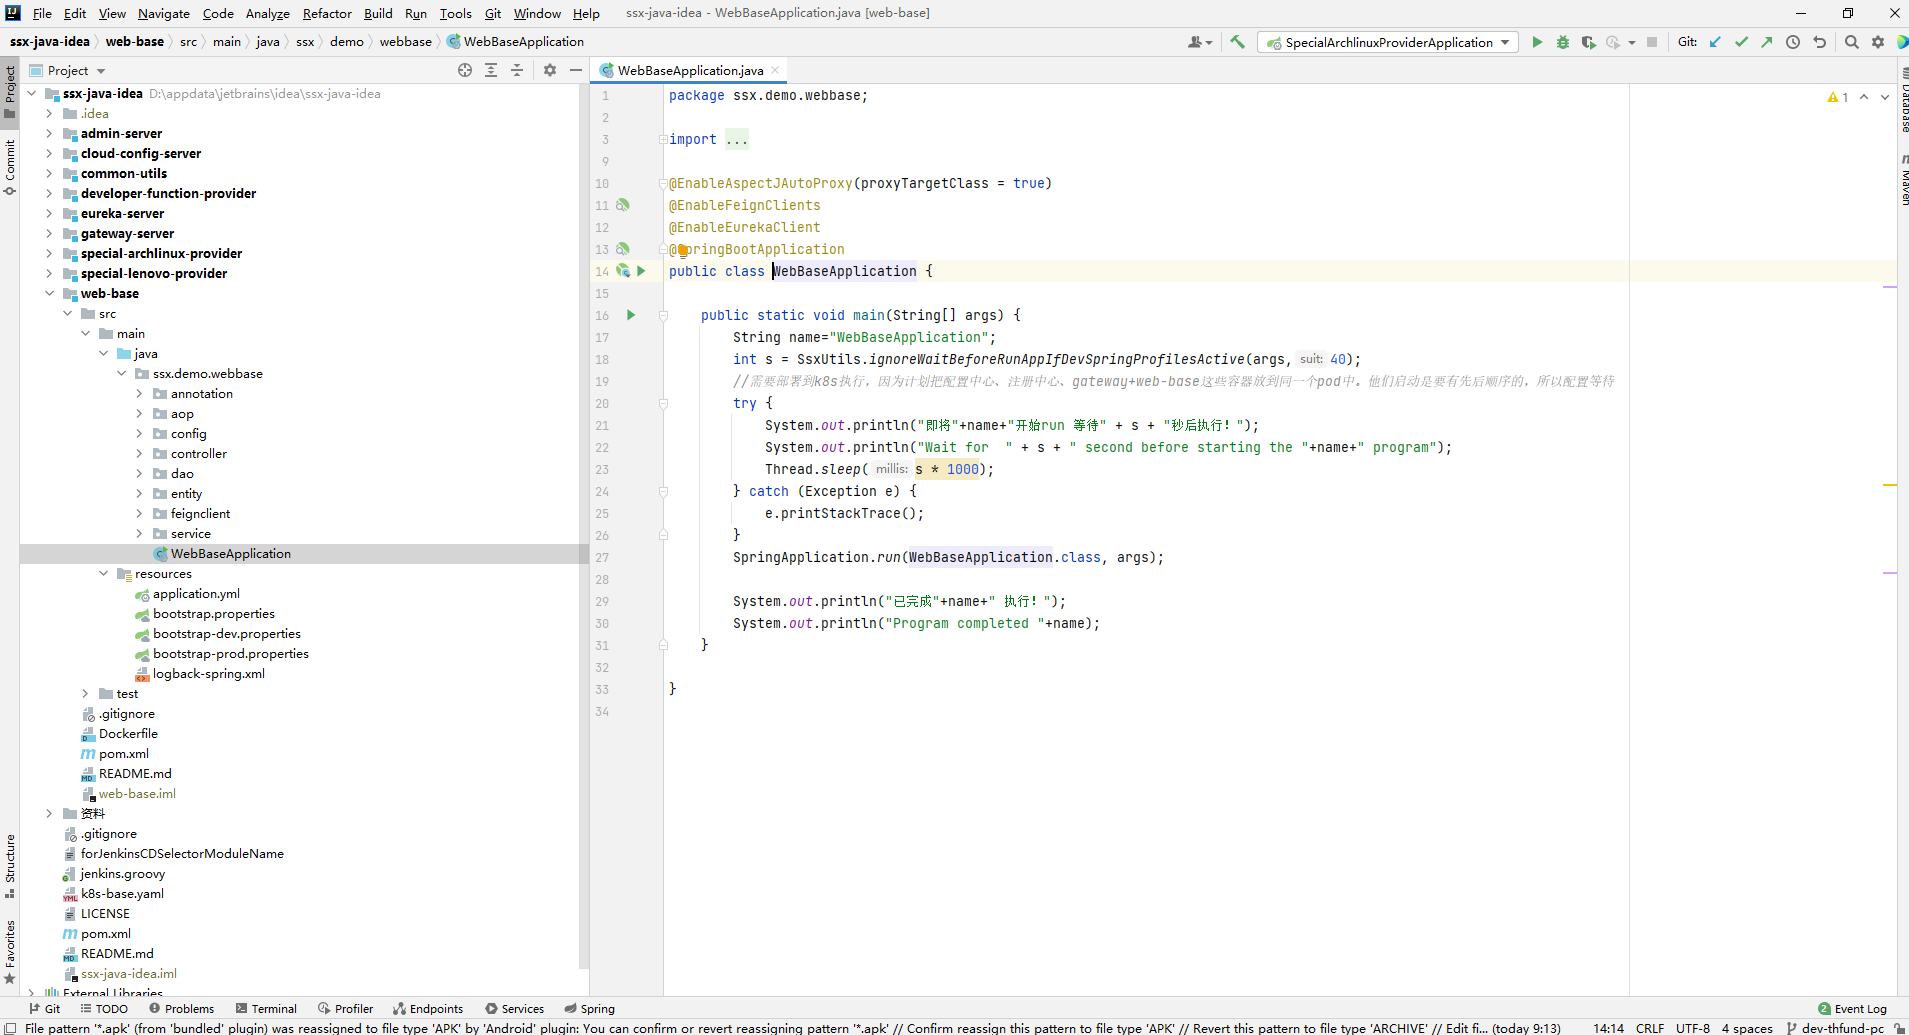 File Edit View Navigate Code Analyze Refactor Build Run Tools Git Window Help ssx-java-idea - WebBaseApplication.java [web-base]
ssx-java-idea web-base src main java ssx demo webbase WebBaseApplication SpecialArchlinuxProviderApplication Git:
Project
WebBaseApplication.java
ssx-java-idea D:\appdata\jetbrains\idea\ssx-java-idea
.idea
admin-server
cloud-config-server
common-utils
developer-function-provider
eureka-server
gateway-server
special-archlinux-provider
special-lenovo-provider
web-base
src
main
java
ssx.demo.webbase
annotation
aop
config
controller
dao
entity
feignclient
service
WebBaseApplication
resources
application.yml
bootstrap.properties
bootstrap-dev.properties
bootstrap-prod.properties
logback-spring.xml
test
.gitignore
Dockerfile
pom.xml
README.md
web-base.iml
资料
.gitignore
forJenkinsCDSelectorModuleName
jenkins.groovy
k8s-base.yaml
LICENSE
pom.xml
README.md
ssx-java-idea.iml
External Libraries
Project
Commit
Structure
Favorites
1 package ssx.demo.webbase;
2
3 import ...
9
10 @EnableAspectJAutoProxy(proxyTargetClass = true)
11 @EnableFeignClients
12 @EnableEurekaClient
13 @SpringBootApplication
14 public class WebBaseApplication {
15
16 public static void main(String[] args) {
17 String name="WebBaseApplication";
18 int s = SsxUtils.ignoreWaitBeforeRunAppIfDevSpringProfilesActive(args, suit: 40);
19 //需要部署到k8s执行，因为计划把配置中心、注册中心、gateway+web-base这些容器放到同一个pod中。他们启动是要有先后顺序的，所以配置等待
20 try {
21 System.out.println("即将"+name+"开始run 等待" + s + "秒后执行！");
22 System.out.println("Wait for  " + s + " second before starting the "+name+" program");
23 Thread.sleep( millis: s * 1000);
24 } catch (Exception e) {
25 e.printStackTrace();
26 }
27 SpringApplication.run(WebBaseApplication.class, args);
28
29 System.out.println("已完成"+name+" 执行！");
30 System.out.println("Program completed "+name);
31 }
32
33 }
34
1
Database
Maven
Git TODO Problems Terminal Profiler Endpoints Services Spring 2 Event Log
File pattern '*.apk' (from 'bundled' plugin) was reassigned to file type 'APK' by 'Android' plugin: You can confirm or revert reassigning pattern '*.apk' // Confirm reassign this pattern to file type 'APK' // Revert this pattern to file type 'ARCHIVE' // Edit fi... (today 9:13) 14:14 CRLF UTF-8 4 spaces dev-thfund-pc